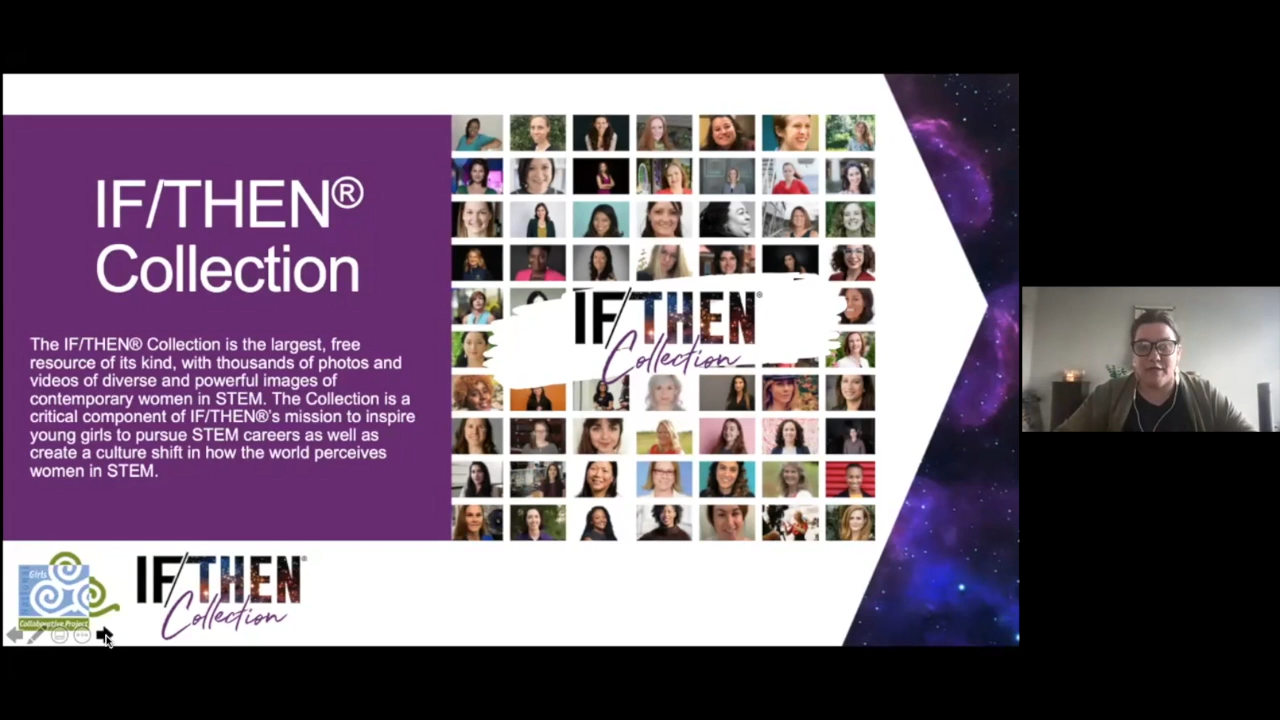 IF/THEN®
Collection
The IF/THEN® Collection is the largest, free
resource of its kind, with thousands of photos and
videos of diverse and powerful images of
contemporary women in STEM. The Collection is a
critical component of IF/THEN®'s mission to inspire
young girls to pursue STEM careers as well as
create a culture shift in how the world perceives
women in STEM.
IF/THEN®
Collection
Girls
Collaborative Project
IF/THEN®
Collection